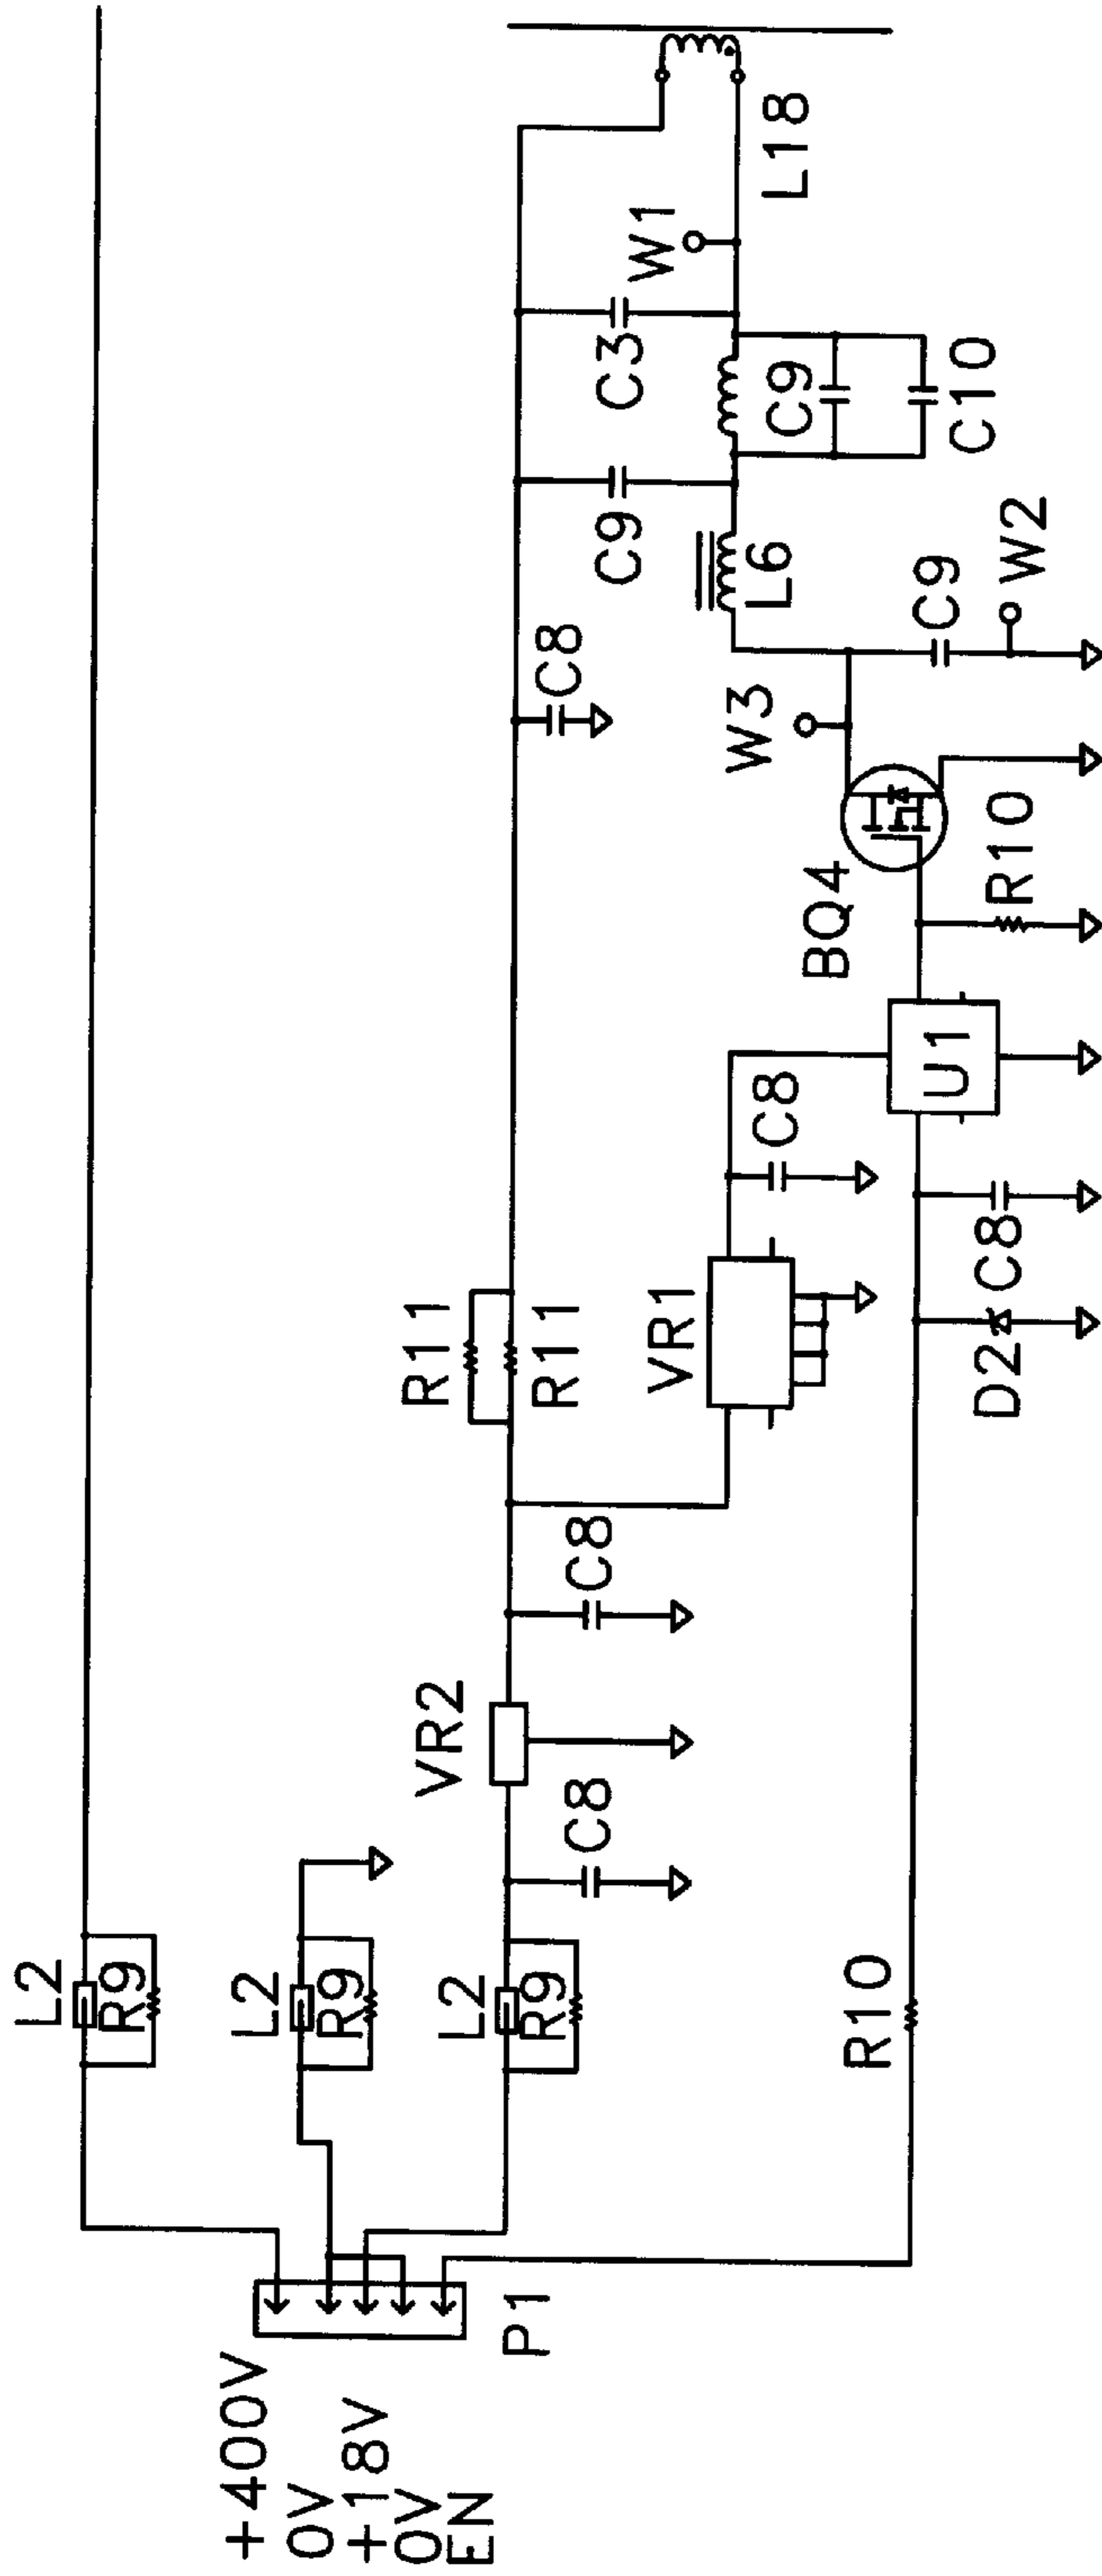 +400V
0V
+18V
0V
EN
P1
L2
R9
L2
R9
L2
R9
R10
VR2
C8
C8
R11
R11
VR1
C8
D2
C8
U1
BQ4
R10
W3
C8
C9
W2
L6
C9
C3
C9
C10
W1
L18